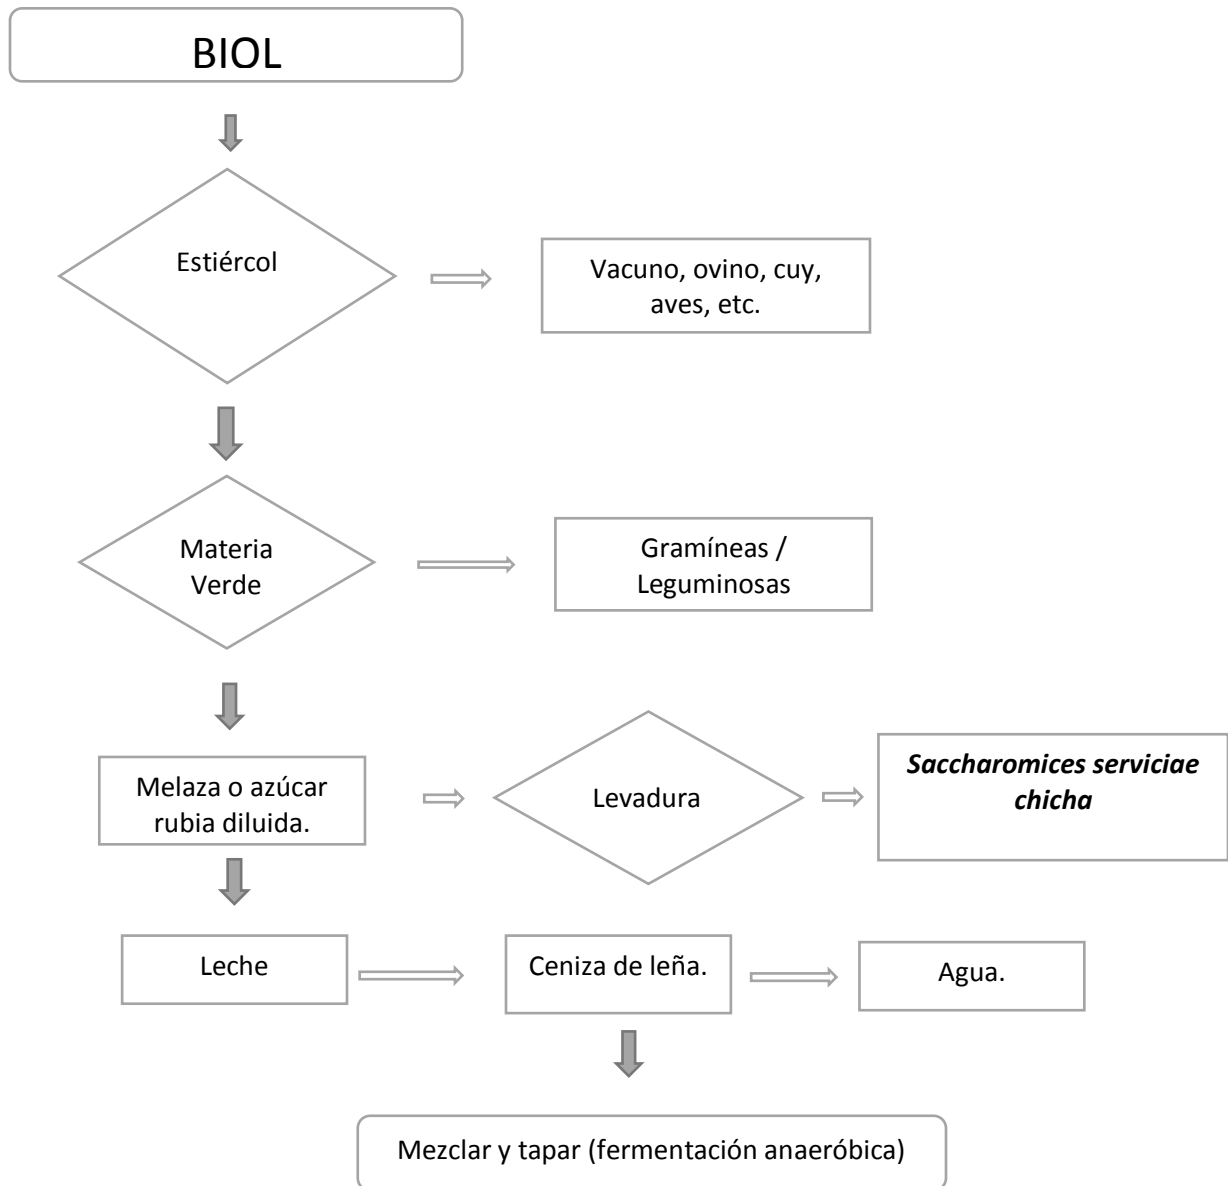 BIOL
Estiércol
Vacuno, ovino, cuy,
aves, etc.
Materia
Verde
Gramíneas /
Leguminosas
Melaza o azúcar
rubia diluida.
Levadura
Saccharomices serviciae
chicha
Leche
Ceniza de leña.
Agua.
Mezclar y tapar (fermentación anaeróbica)